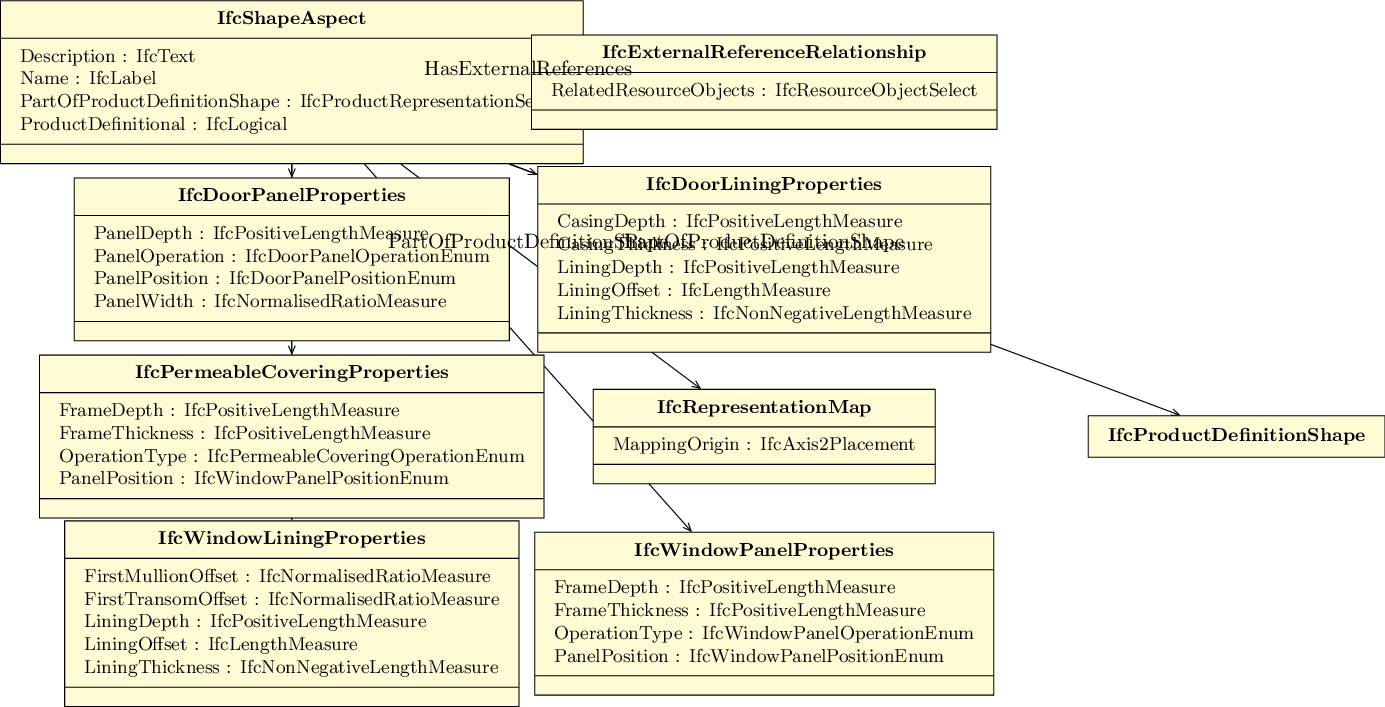 IfcShapeAspect
Description : IfcText
Name : IfcLabel
PartOfProductDefinitionShape : IfcProductRepresentationSe
ProductDefinitional : IfcLogical
HasExternalReferences
IfcExternalReferenceRelationship
RelatedResourceObjects : IfcResourceObjectSelect
IfcDoorPanelProperties
PanelDepth : IfcPositiveLengthMeasure
PanelOperation : IfcDoorPanelOperationEnum
PanelPosition : IfcDoorPanelPositionEnum
PanelWidth : IfcNormalisedRatioMeasure
PartOfProductDefinitionShape
PartOfProductDefinitionShape
IfcDoorLiningProperties
CasingDepth : IfcPositiveLengthMeasure
CasingThickness : IfcPositiveLengthMeasure
LiningDepth : IfcPositiveLengthMeasure
LiningOffset : IfcLengthMeasure
LiningThickness : IfcNonNegativeLengthMeasure
IfcPermeableCoveringProperties
FrameDepth : IfcPositiveLengthMeasure
FrameThickness : IfcPositiveLengthMeasure
OperationType : IfcPermeableCoveringOperationEnum
PanelPosition : IfcWindowPanelPositionEnum
IfcRepresentationMap
MappingOrigin : IfcAxis2Placement
IfcProductDefinitionShape
IfcWindowLiningProperties
FirstMullionOffset : IfcNormalisedRatioMeasure
FirstTransomOffset : IfcNormalisedRatioMeasure
LiningDepth : IfcPositiveLengthMeasure
LiningOffset : IfcLengthMeasure
LiningThickness : IfcNonNegativeLengthMeasure
IfcWindowPanelProperties
FrameDepth : IfcPositiveLengthMeasure
FrameThickness : IfcPositiveLengthMeasure
OperationType : IfcWindowPanelOperationEnum
PanelPosition : IfcWindowPanelPositionEnum